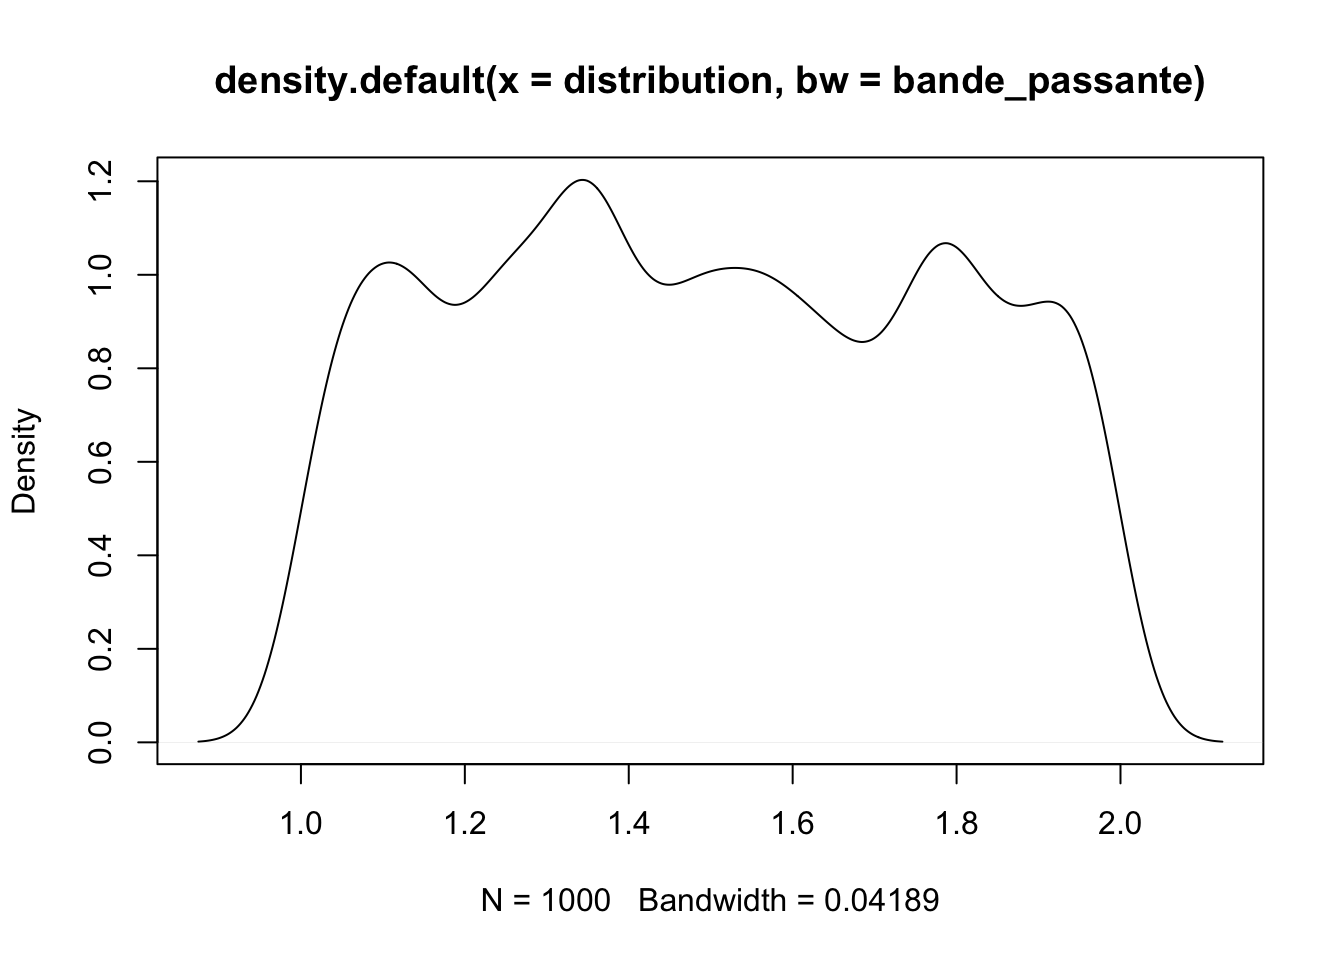 density.default(x = distribution, bw = bande_passante)
Density
0.0 0.2 0.4 0.6 0.8 1.0 1.2
1.0 1.2 1.4 1.6 1.8 2.0
N = 1000 Bandwidth = 0.04189